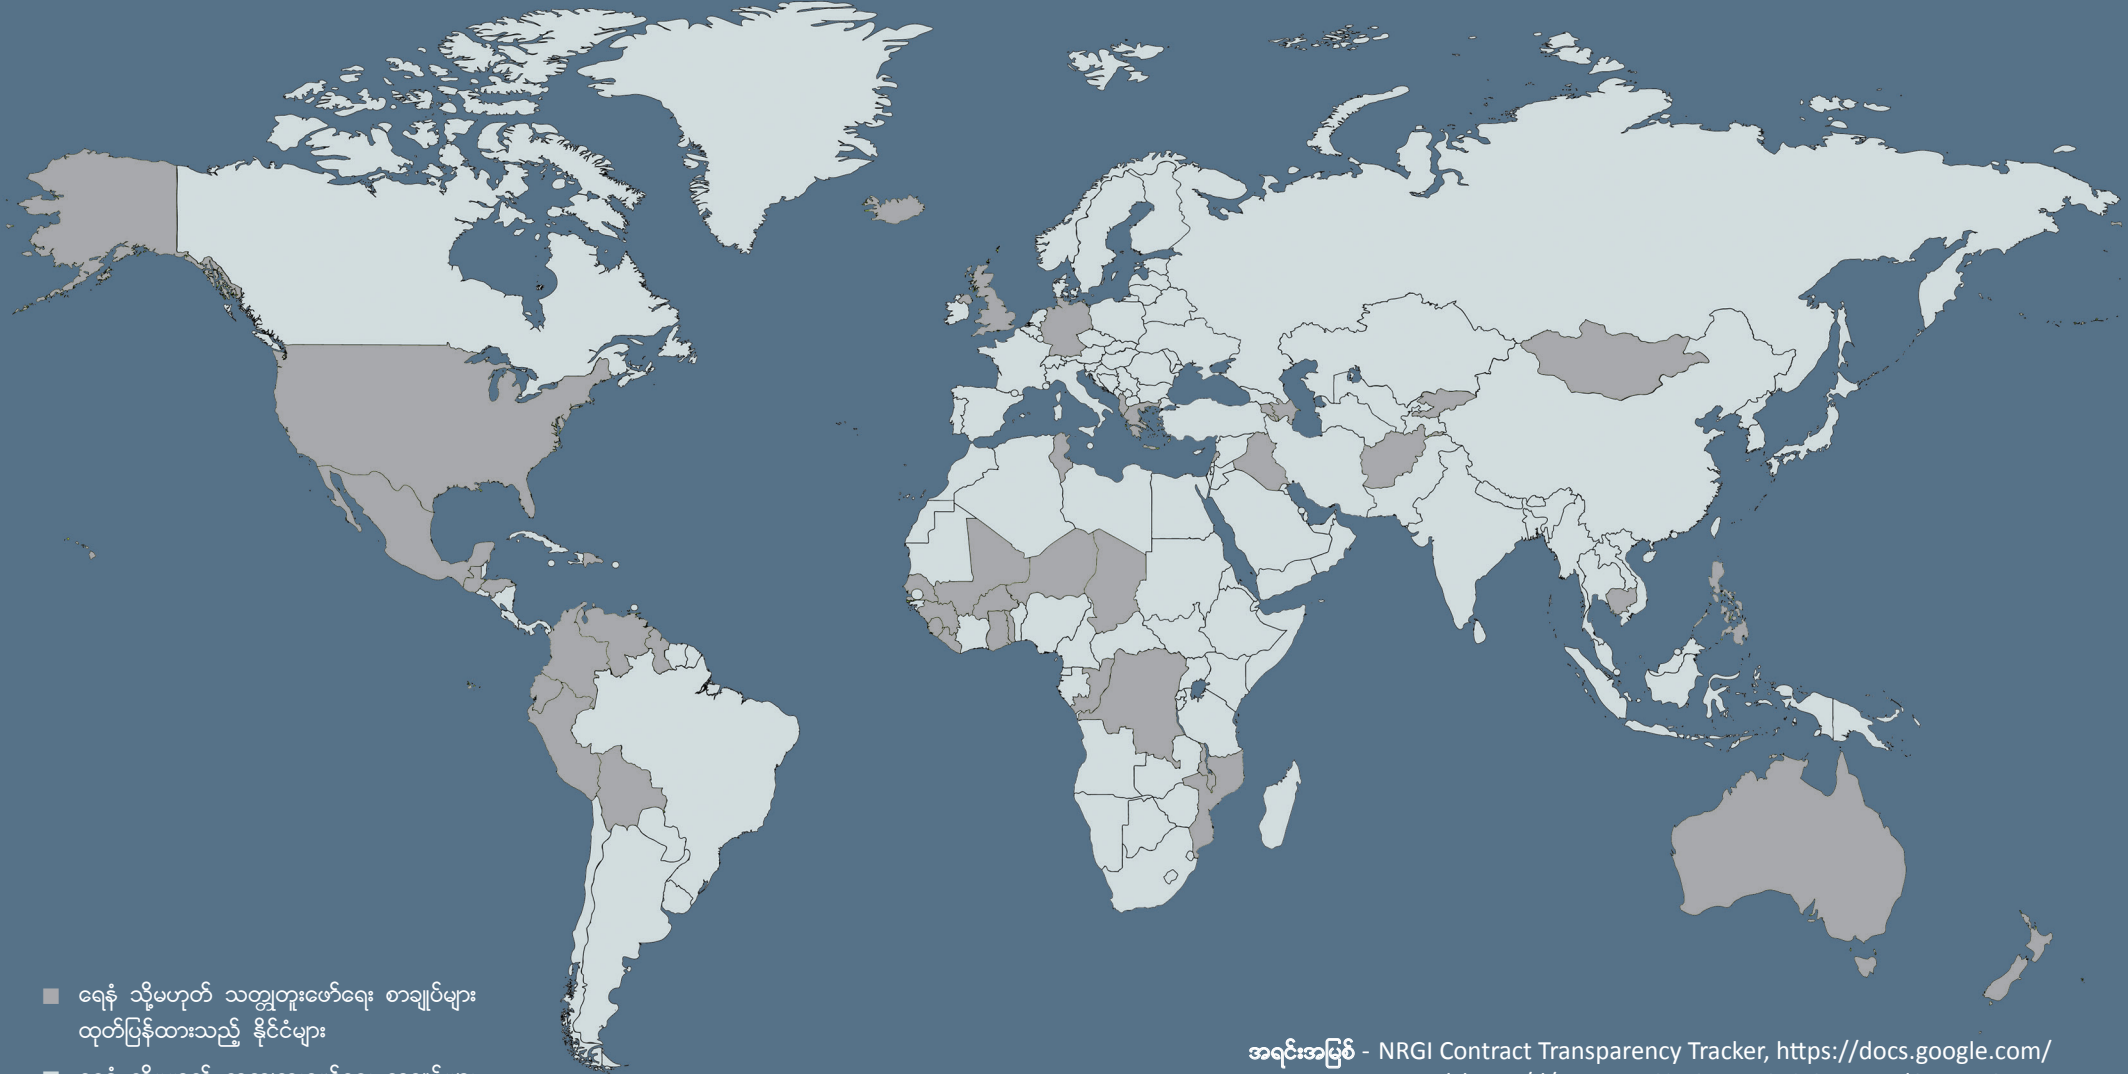 ရေနံ သို့မဟုတ် သတ္တုတူးဖော်ရေး စာချုပ်များ
ထုတ်ပြန်ထားသည့် နိုင်ငံများ
အရင်းအမြစ် - NRGI Contract Transparency Tracker, https://docs.google.com/